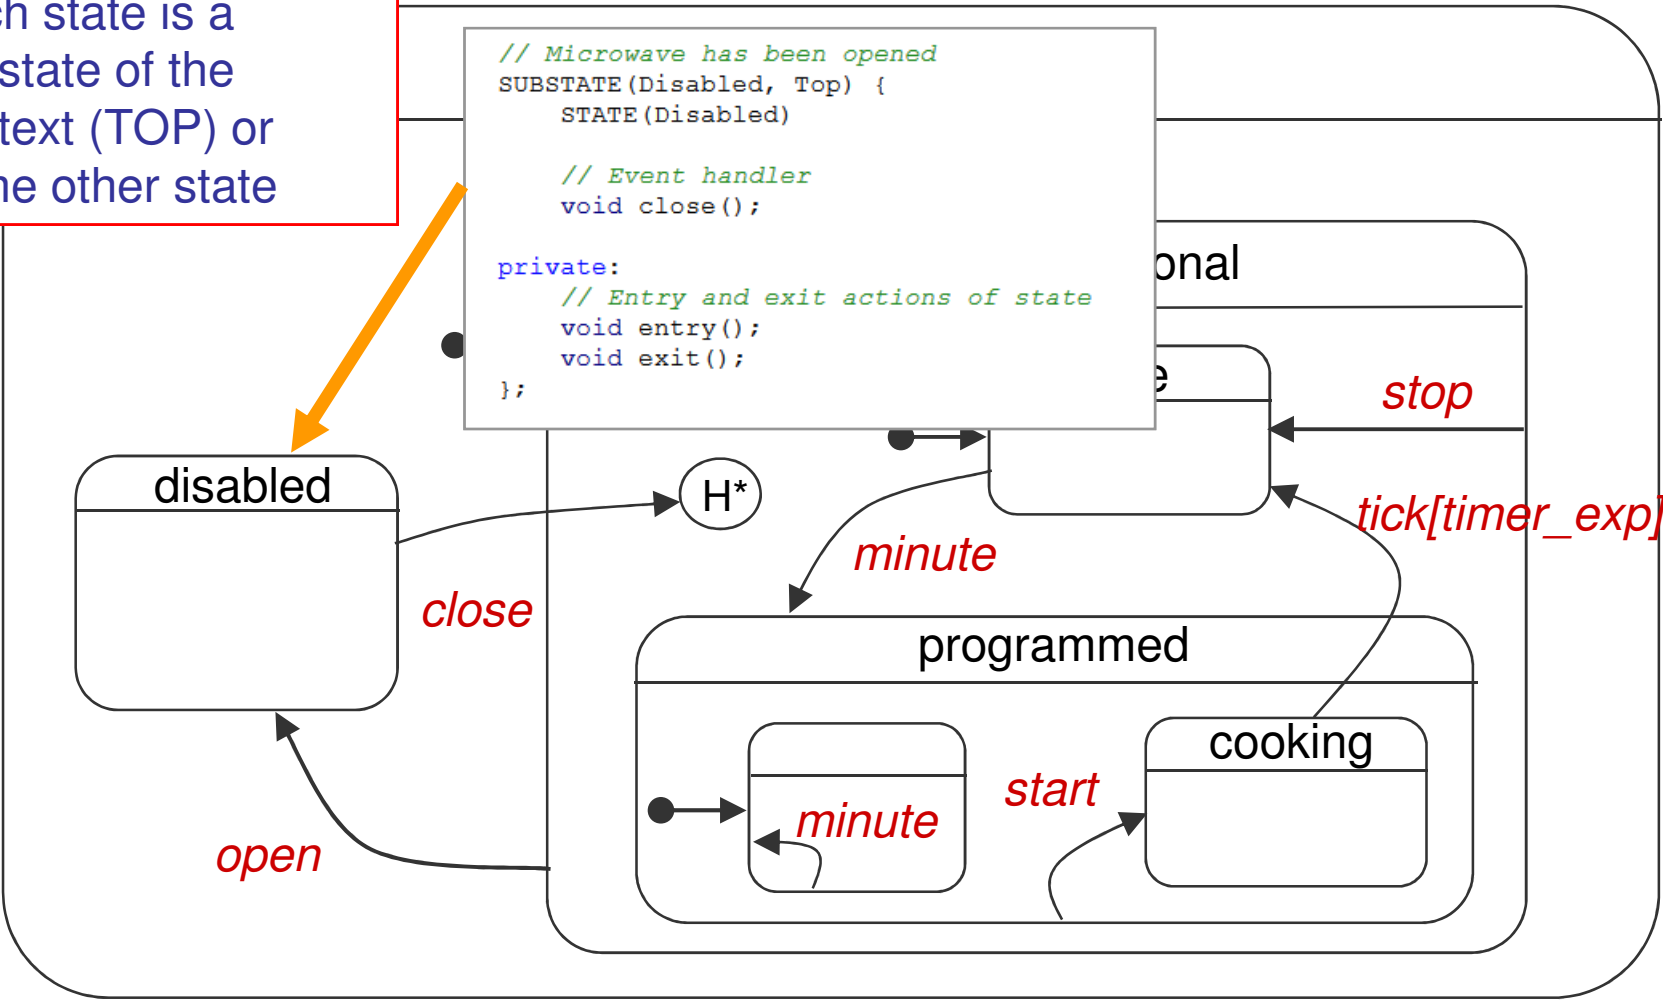 ch state is a
state of the
text (TOP) or
ne other state
// Microwave has been opened
SUBSTATE(Disabled, Top) {
STATE(Disabled)
// Event handler
void close();
private:
// Entry and exit actions of state
void entry();
void exit();
};
onal
e
stop
disabled
H*
tick[timer_exp]
minute
close
programmed
cooking
start
minute
open